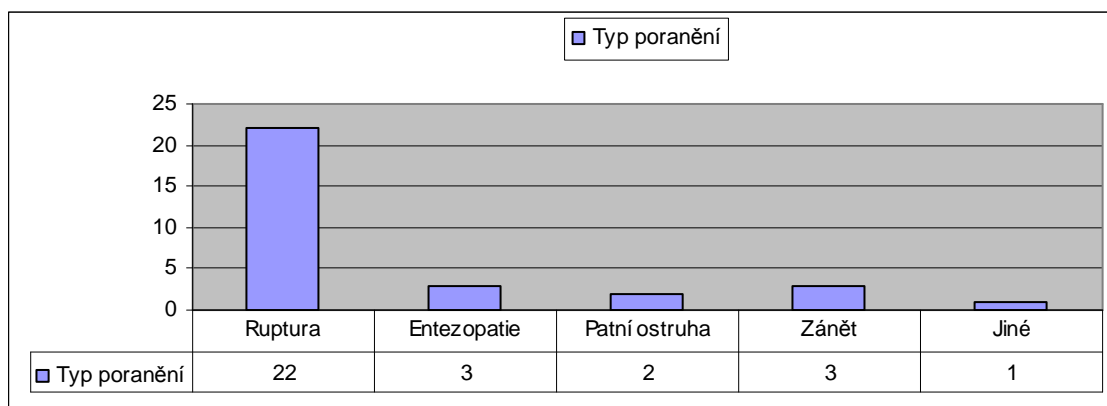 Typ poranění
25
20
15
10
5
0
Ruptura Entezopatie Patní ostruha Zánět Jiné
Typ poranění 22 3 2 3 1